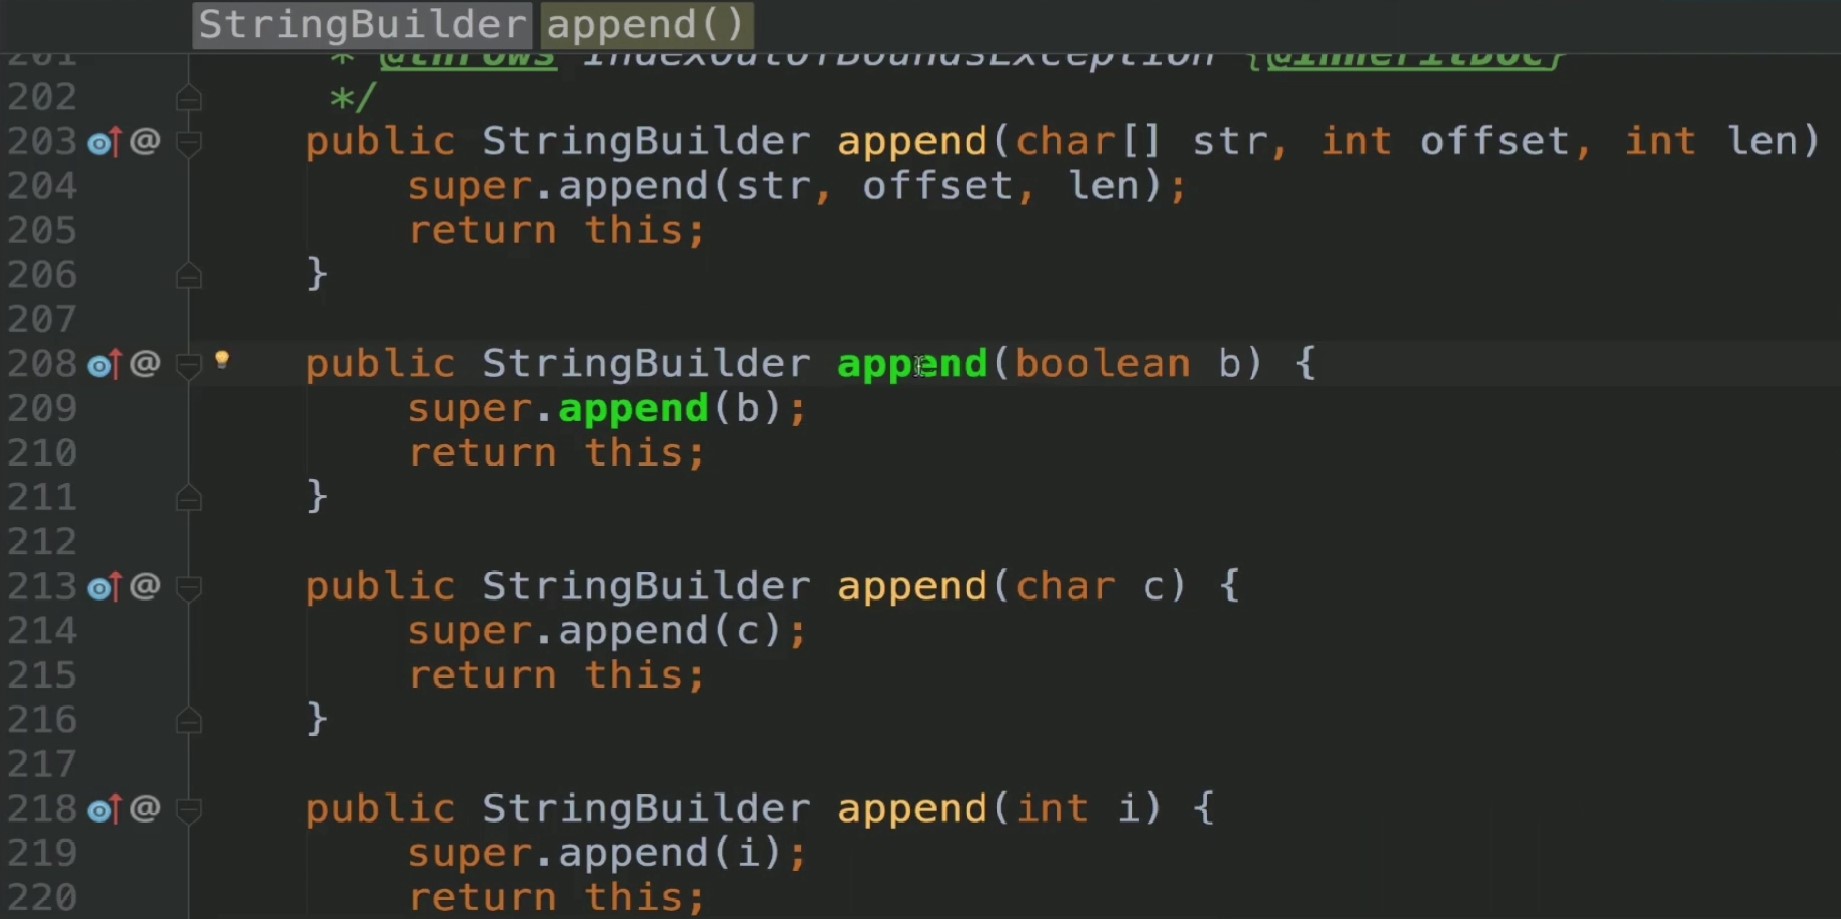 StringBuilder append()
201 * @throws IndexOutOfBoundsException {@inheritDoc}
202 */
203 @ public StringBuilder append(char[] str, int offset, int len)
204 super.append(str, offset, len);
205 return this;
206 }
207
208 @ public StringBuilder append(boolean b) {
209 super.append(b);
210 return this;
211 }
212
213 @ public StringBuilder append(char c) {
214 super.append(c);
215 return this;
216 }
217
218 @ public StringBuilder append(int i) {
219 super.append(i);
220 return this;